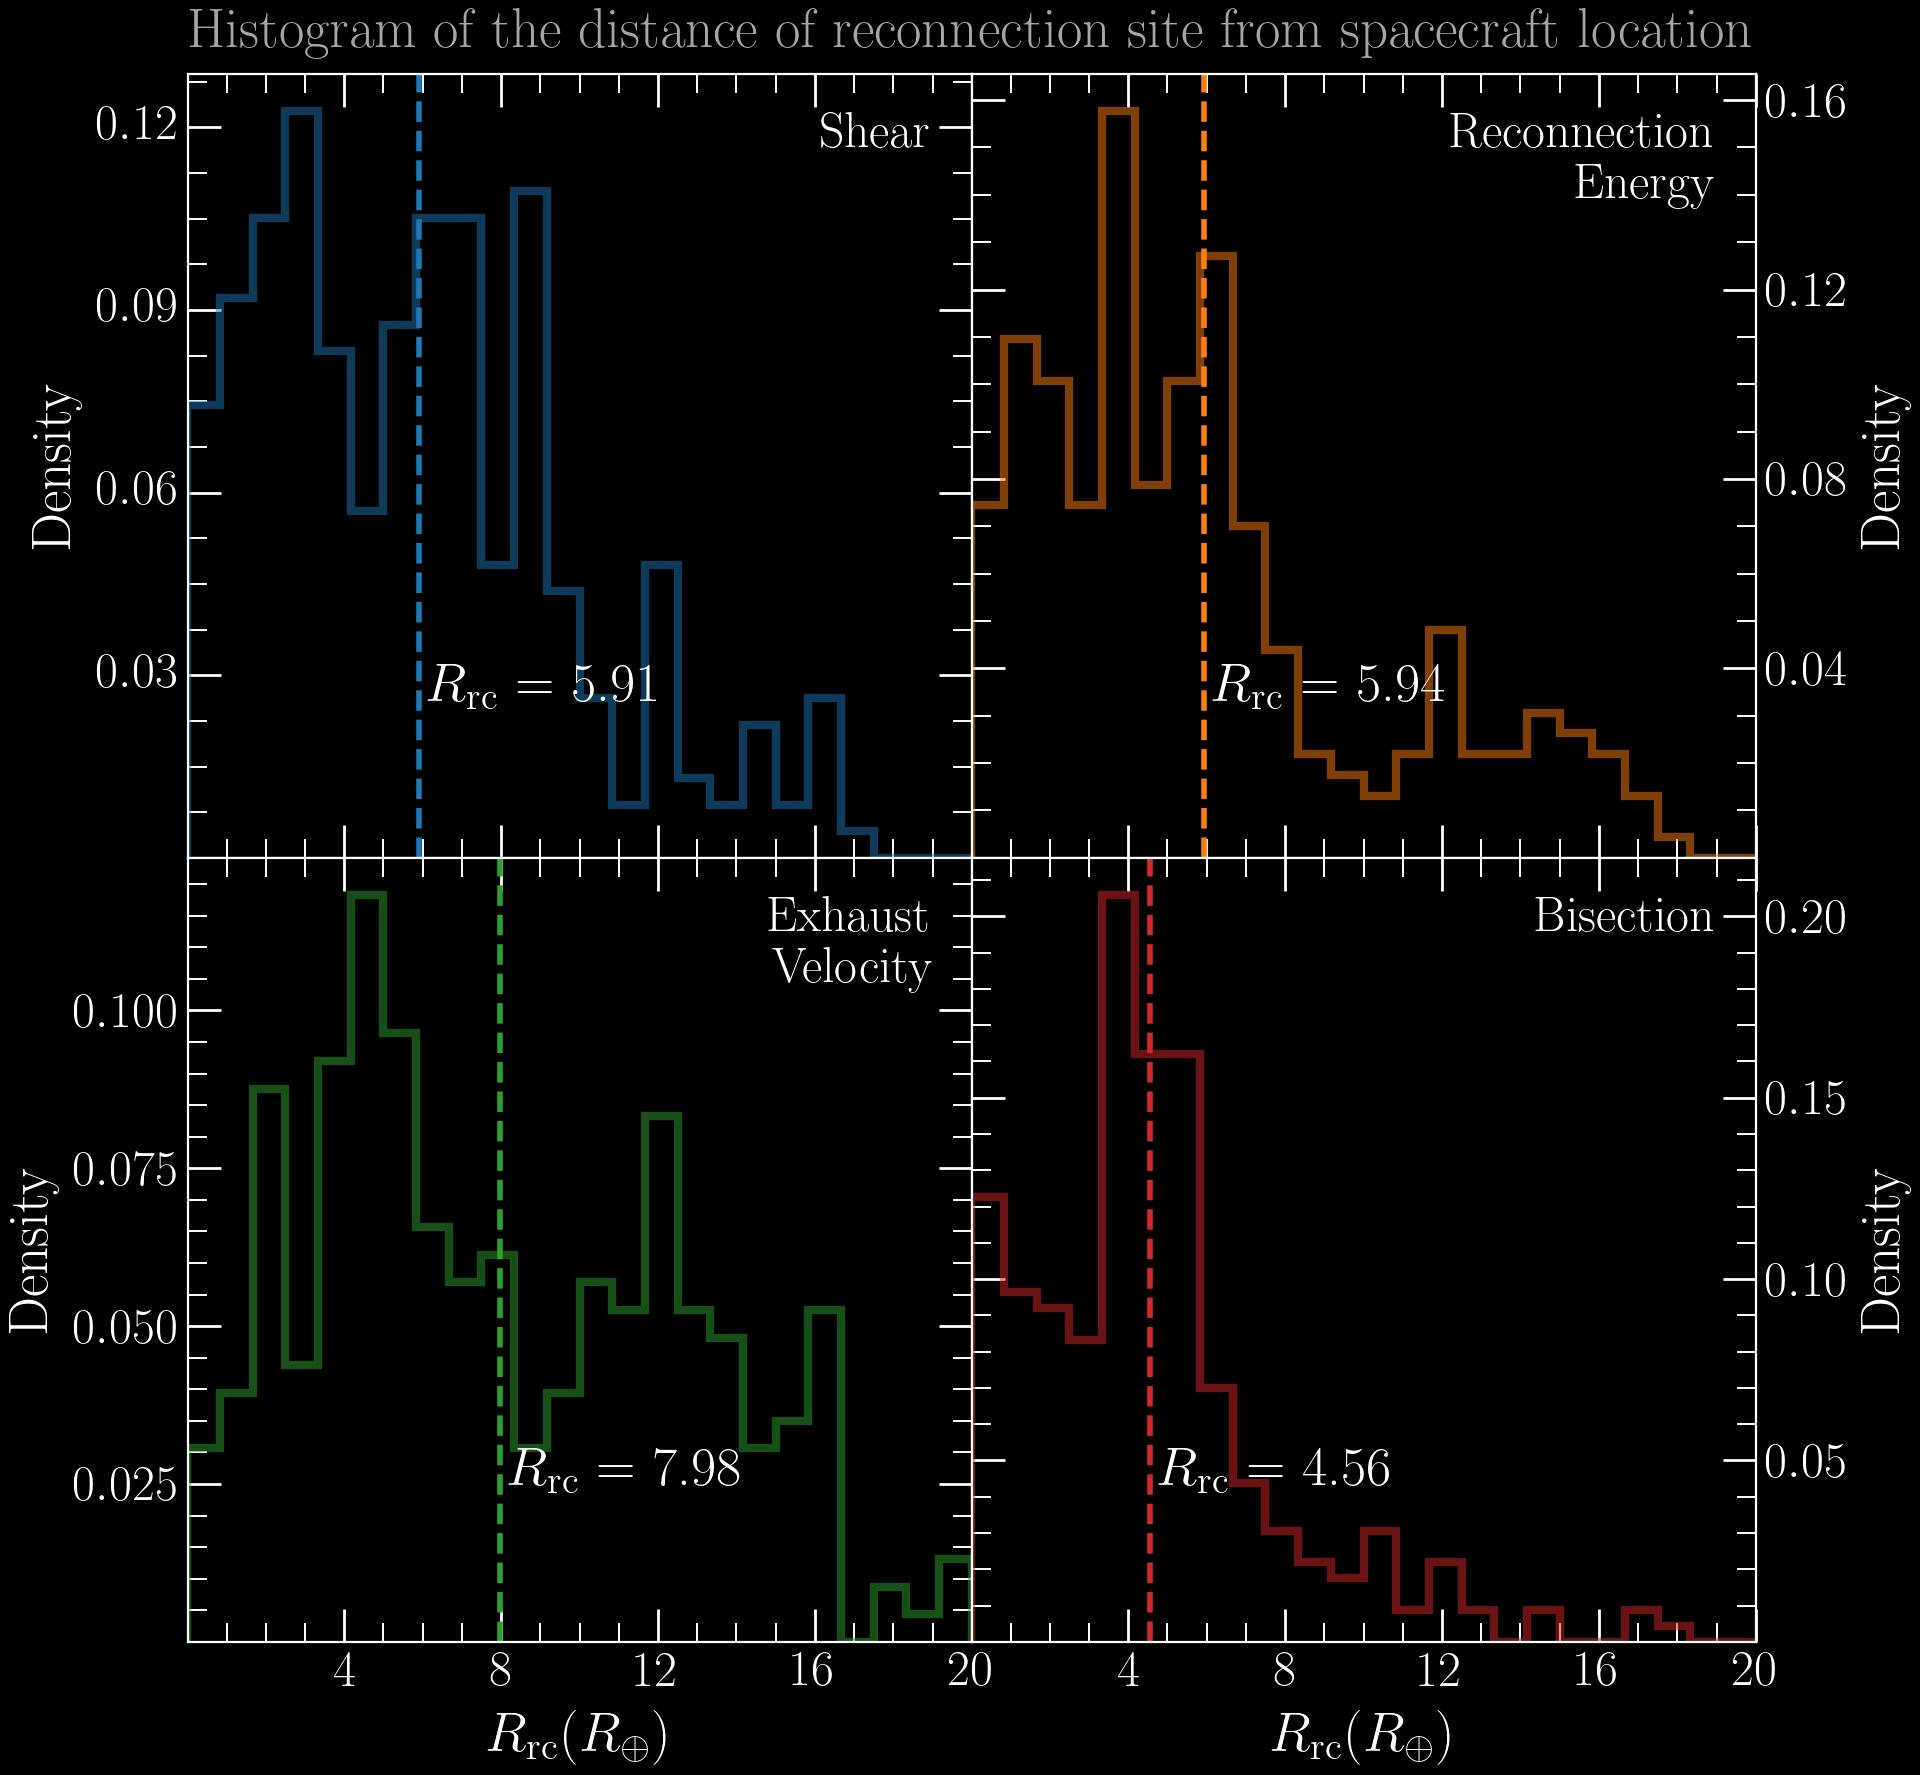 Histogram of the distance of reconnection site from spacecraft location
Shear
0.12
0.09
0.06
0.03
Density
R_rc = 5.91
Reconnection
Energy
0.16
0.12
0.08
0.04
Density
R_rc = 5.94
Exhaust
Velocity
0.100
0.075
0.050
0.025
Density
R_rc = 7.98
Bisection
0.20
0.15
0.10
0.05
Density
R_rc = 4.56
4 8 12 16 20 4 8 12 16 20
R_rc(R_⊕) R_rc(R_⊕)